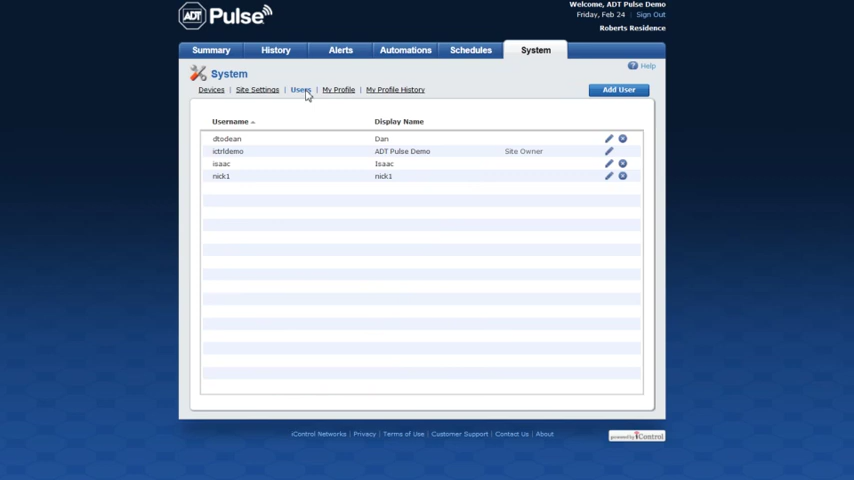 Welcome, ADT Pulse Demo
ADT Pulse
Friday, Feb 24 | Sign Out
Roberts Residence
Summary History Alerts Automations Schedules System
System
? Help
Devices | Site Settings | Users | My Profile | My Profile History
Add User
Username Display Name
dtodean Dan
ictrldemo ADT Pulse Demo Site Owner
isaac Isaac
nick1 nick1
iControl Networks | Privacy | Terms of Use | Customer Support | Contact Us | About
powered by iControl